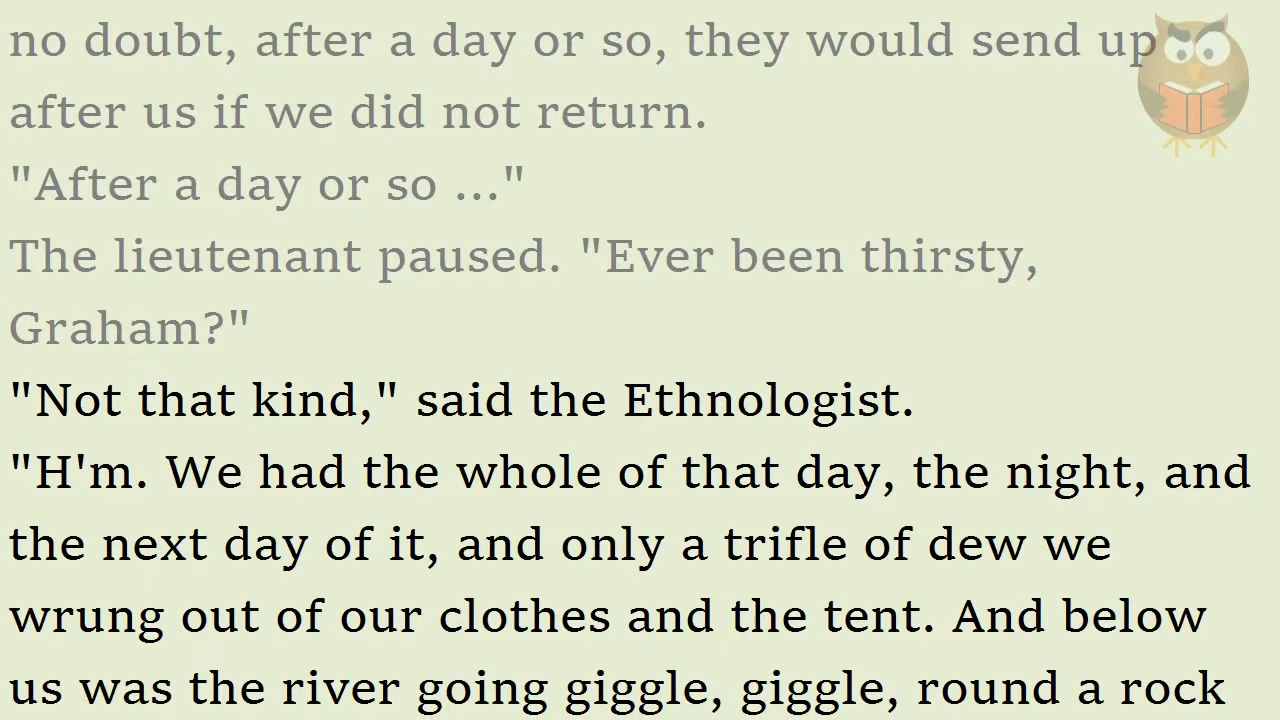 no doubt, after a day or so, they would send up
after us if we did not return.
"After a day or so ..."
The lieutenant paused. "Ever been thirsty,
Graham?"
"Not that kind," said the Ethnologist.
"H'm. We had the whole of that day, the night, and
the next day of it, and only a trifle of dew we
wrung out of our clothes and the tent. And below
us was the river going giggle, giggle, round a rock